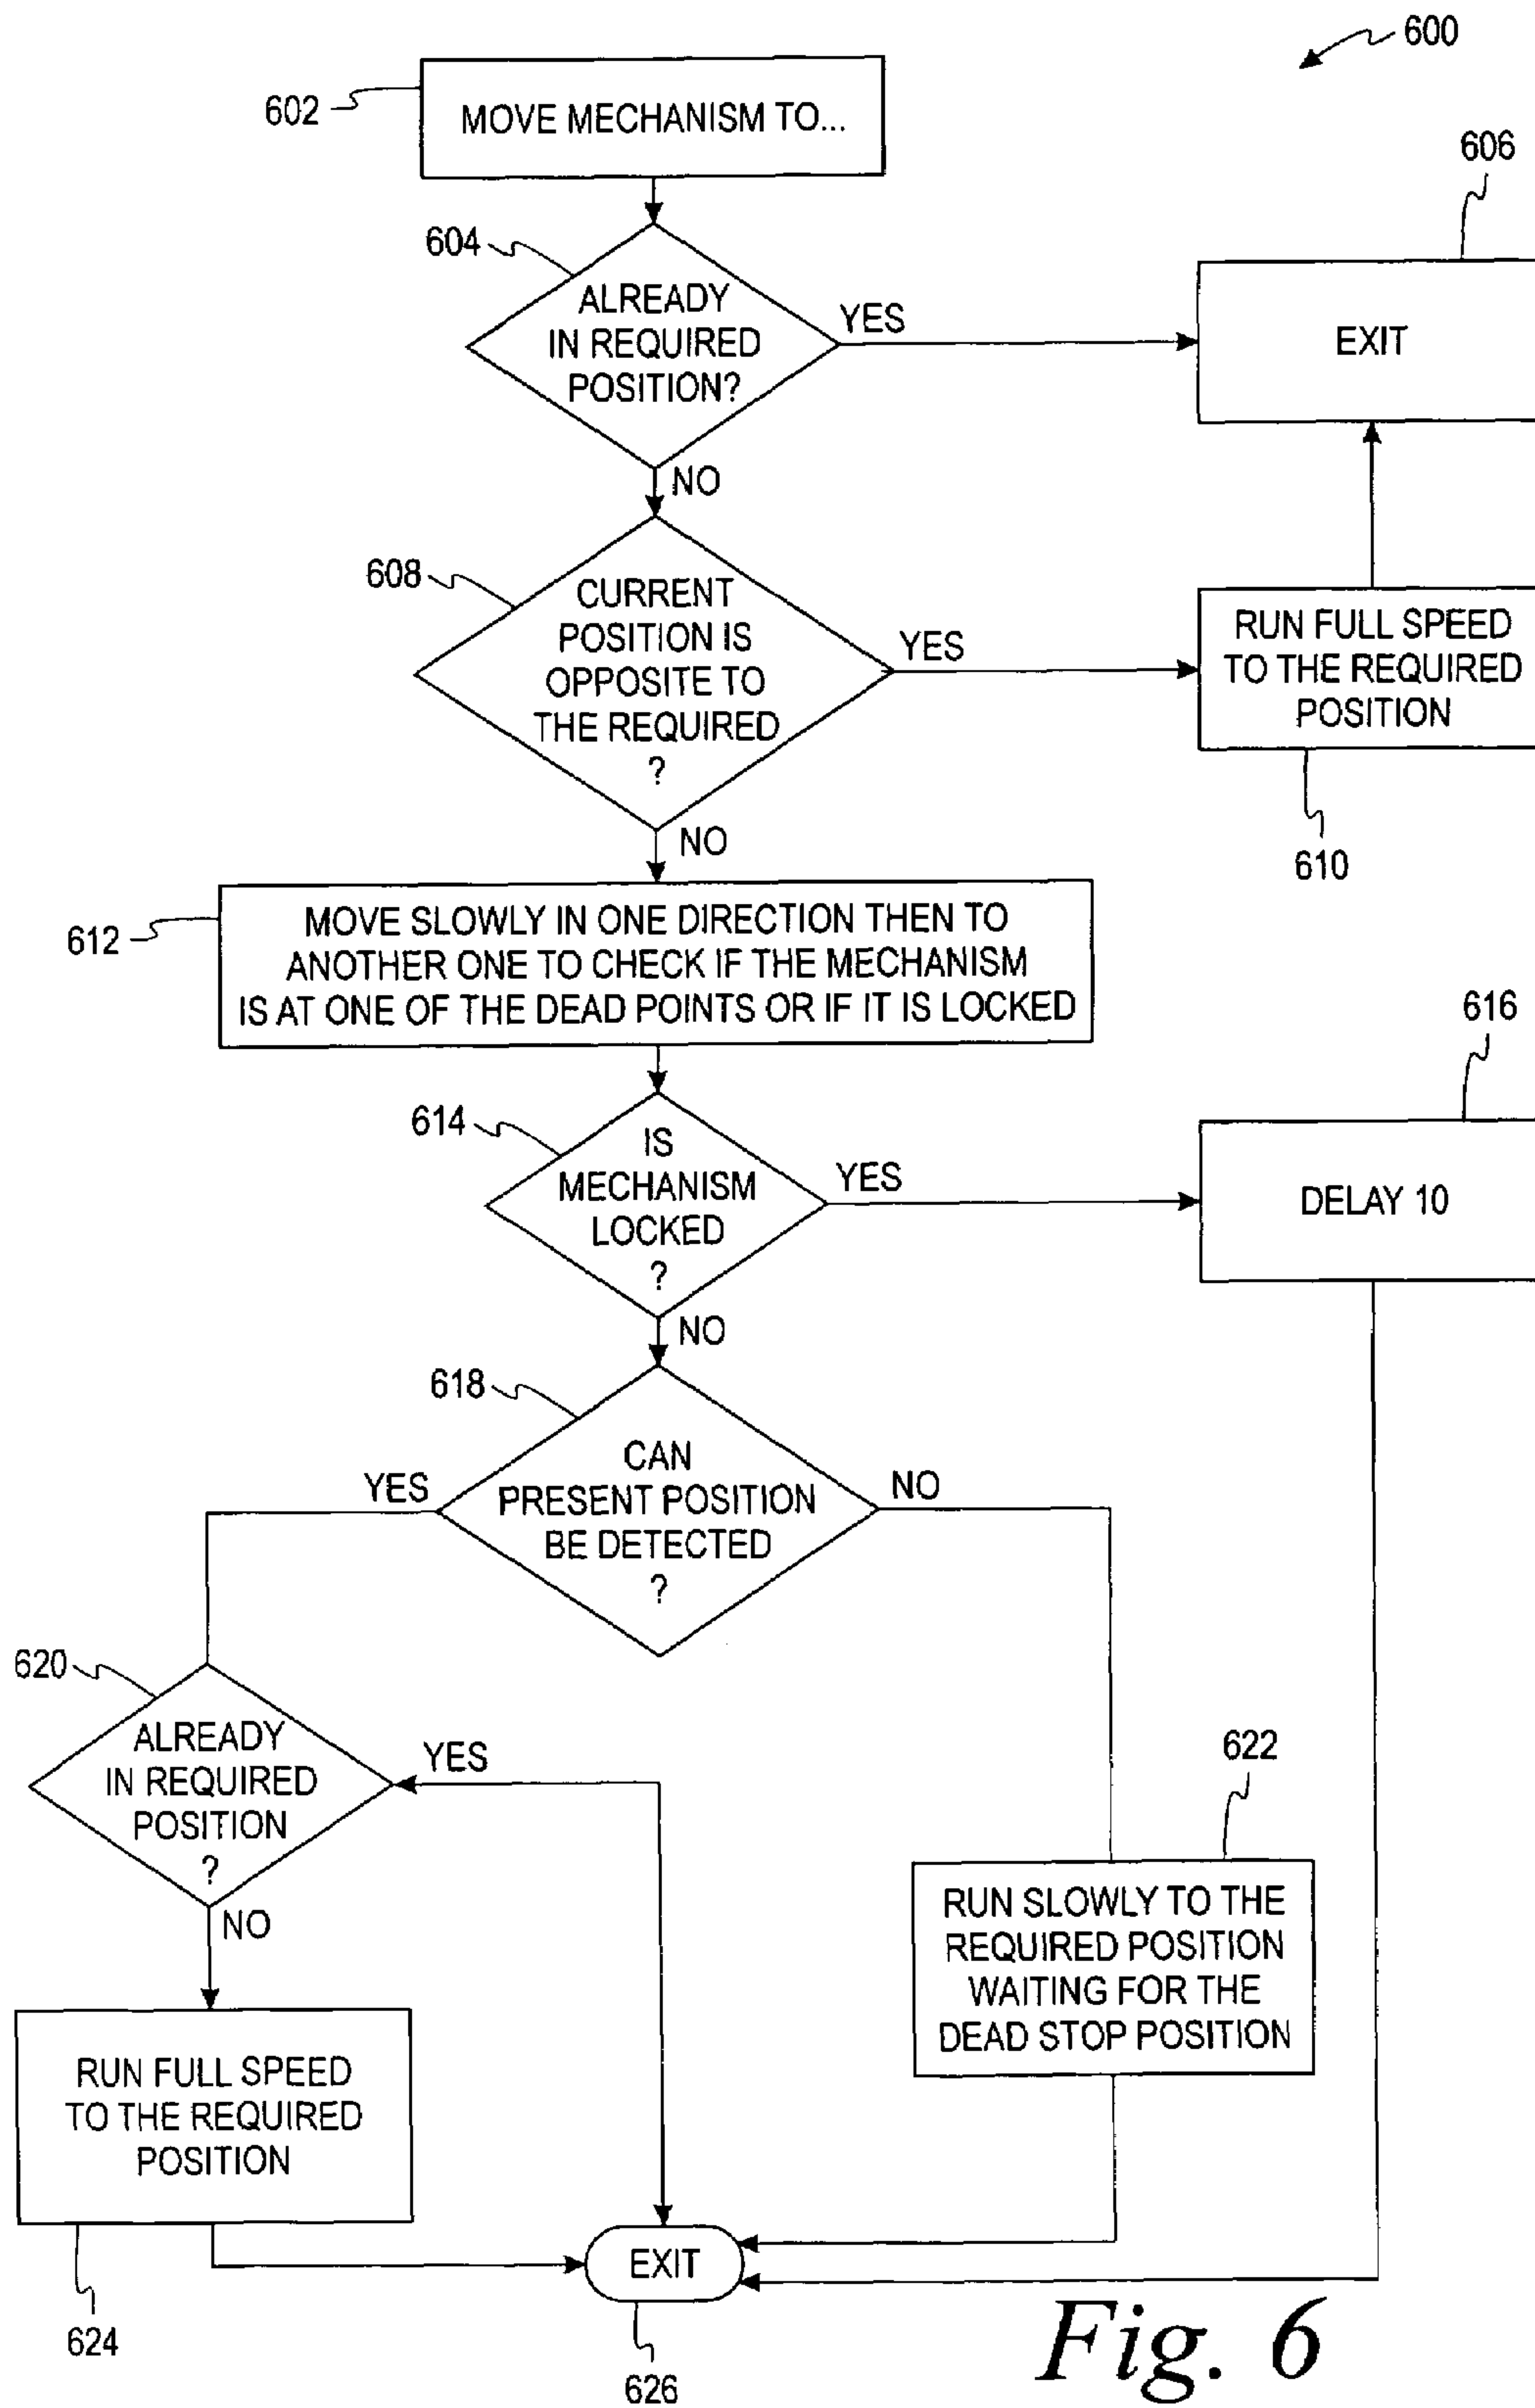 600
602
MOVE MECHANISM TO...
606
604
ALREADY
IN REQUIRED
POSITION?
YES
EXIT
NO
608
CURRENT
POSITION IS
OPPOSITE TO
THE REQUIRED
?
YES
RUN FULL SPEED
TO THE REQUIRED
POSITION
610
NO
612
MOVE SLOWLY IN ONE DIRECTION THEN TO
ANOTHER ONE TO CHECK IF THE MECHANISM
IS AT ONE OF THE DEAD POINTS OR IF IT IS LOCKED
616
614
IS
MECHANISM
LOCKED
?
YES
DELAY 10
NO
618
CAN
PRESENT POSITION
BE DETECTED
?
YES
NO
620
ALREADY
IN REQUIRED
POSITION
?
YES
622
NO
RUN SLOWLY TO THE
REQUIRED POSITION
WAITING FOR THE
DEAD STOP POSITION
RUN FULL SPEED
TO THE REQUIRED
POSITION
624
EXIT
626
Fig. 6